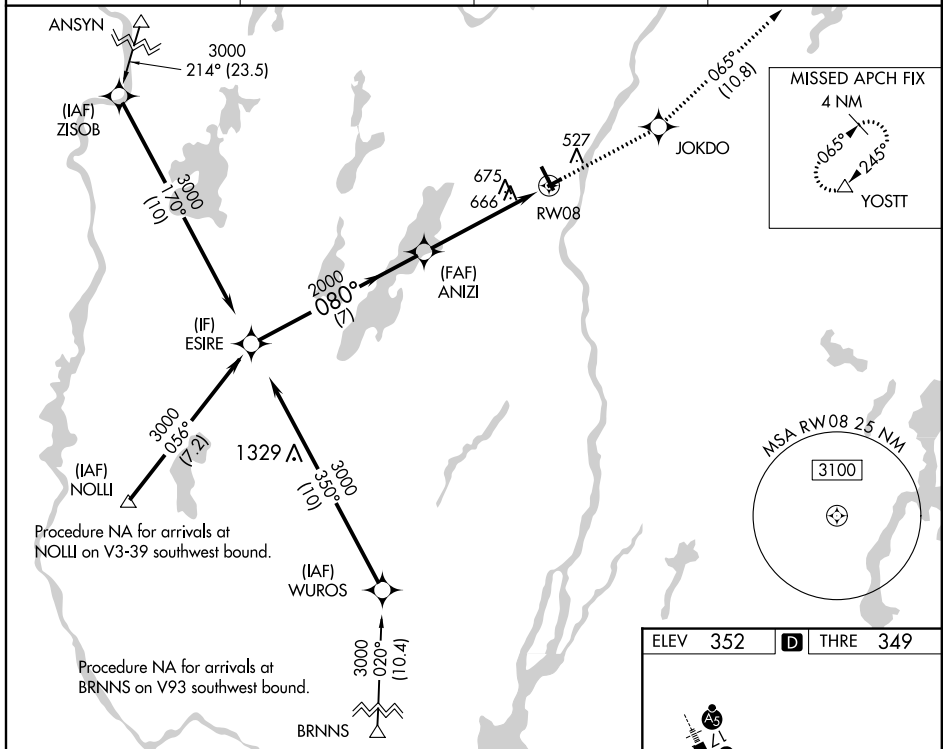 ANSYN
3000
214° (23.5)
(IAF)
ZISOB
3000
170°
(10)
065°
(10.8)
MISSED APCH FIX
4 NM
065°
245°
YOSTT
527
JOKDO
675
666
RW08
(FAF)
ANIZI
2000
080°
(7)
(IF)
ESIRE
3000
056°
(7.2)
1329
3000
350°
(10)
(IAF)
NOLLI
Procedure NA for arrivals at
NOLLI on V3-39 southwest bound.
MSA RW08 25 NM
3100
(IAF)
WUROS
3000
020°
(10.4)
Procedure NA for arrivals at
BRNNS on V93 southwest bound.
BRNNS
ELEV 352 D THRE 349
A5
17